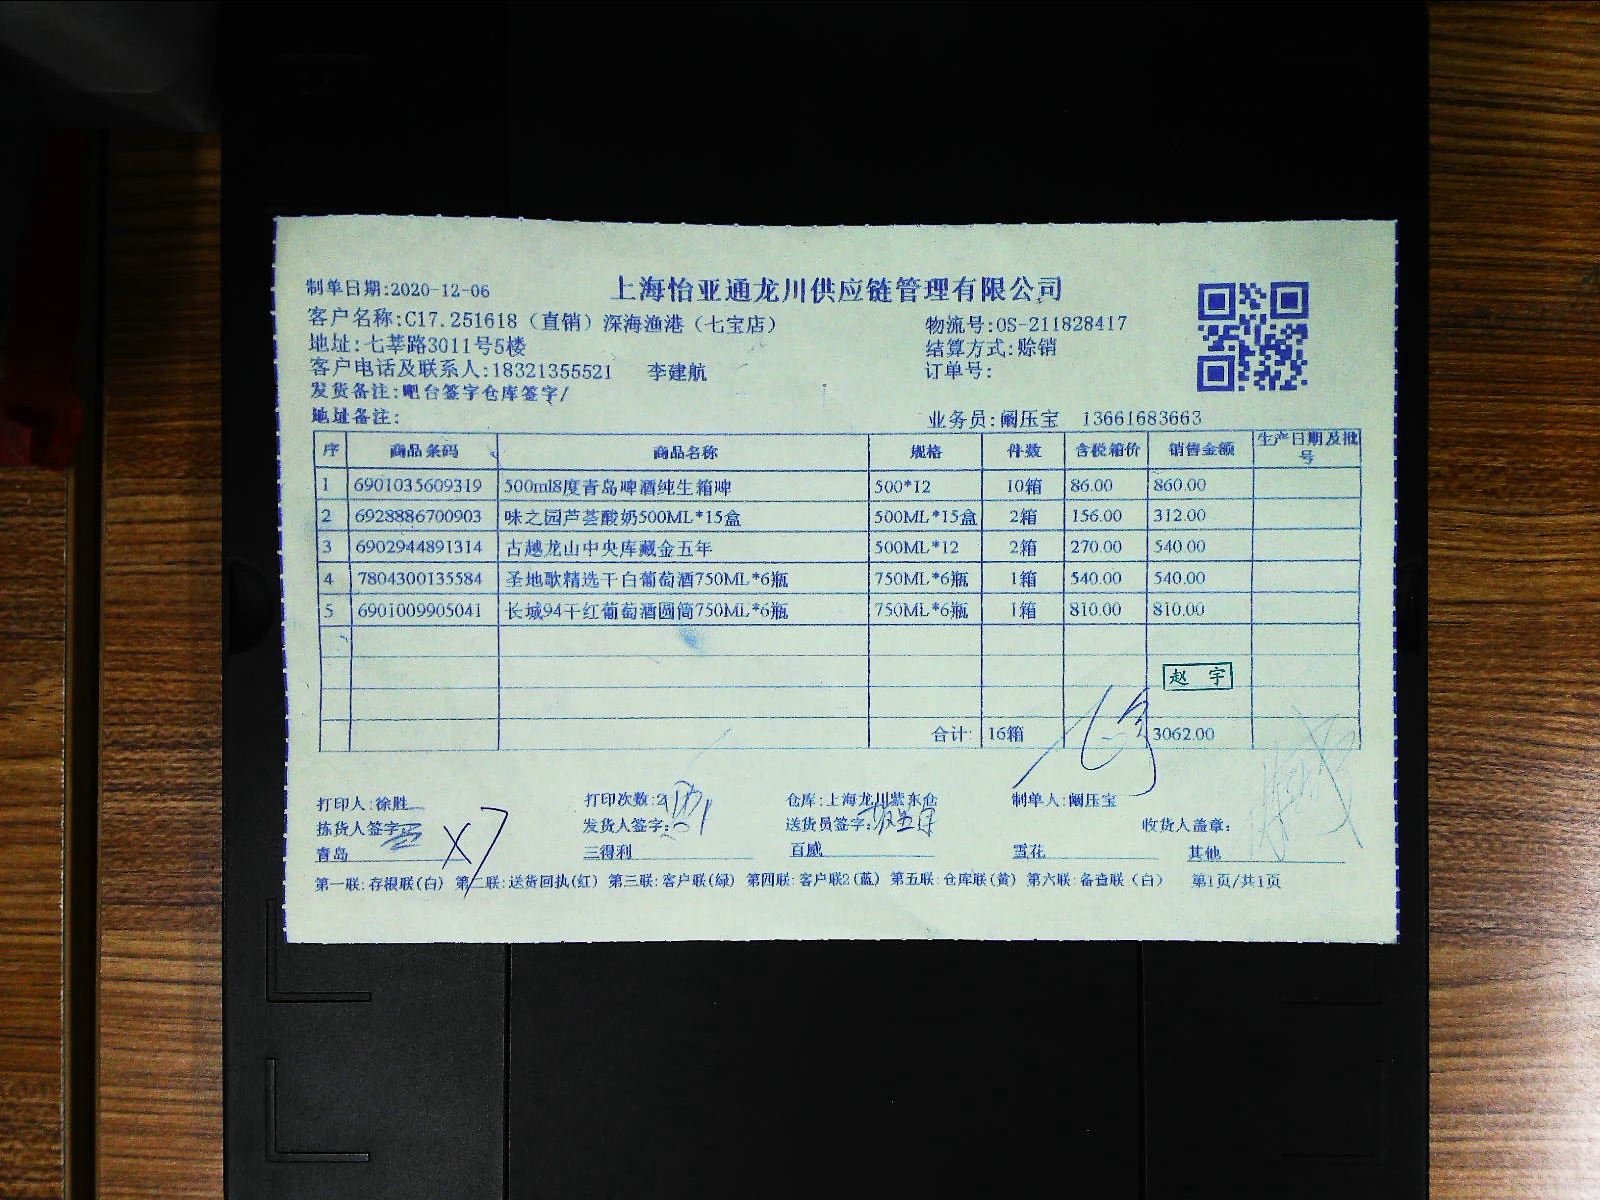 上海怡亚通龙川供应链管理有限公司
制单日期:2020-12-06
客户名称:C17.251618（直销）深海渔港（七宝店） 物流号:OS-211828417
地址:七莘路3011号5楼 结算方式:赊销
客户电话及联系人:18321355521 李建航 订单号:
发货备注:吧台签字仓库签字/
地址备注: 业务员:阚压宝 13661683663
序 商品条码 商品名称 规格 件数 含税箱价 销售金额 生产日期及批号
1 6901035609319 500ml8度青岛啤酒纯生箱啤 500*12 10箱 86.00 860.00
2 6928886700903 味之园芦荟酸奶500ML*15盒 500ML*15盒 2箱 156.00 312.00
3 6902944891314 古越龙山中央库藏金五年 500ML*12 2箱 270.00 540.00
4 7804300135584 圣地歌精选干白葡萄酒750ML*6瓶 750ML*6瓶 1箱 540.00 540.00
5 6901009905041 长城94干红葡萄酒圆筒750ML*6瓶 750ML*6瓶 1箱 810.00 810.00
赵宇
合计: 16箱 3062.00
打印人:徐胜 打印次数:2 仓库:上海龙川紫东仓 制单人:阚压宝
拣货人签字: 发货人签字: 送货员签字: 收货人盖章:
青岛 三得利 百威 雪花 其他
第一联:存根联(白) 第二联:送货回执(红) 第三联:客户联(绿) 第四联:客户联2(蓝) 第五联:仓库联(黄) 第六联:备查联（白） 第1页/共1页